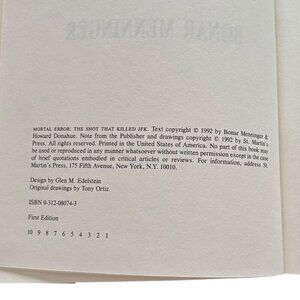 BONAR MENNINGER
MORTAL ERROR: THE SHOT THAT KILLED JFK. Text copyright © 1992 by Bonar Menninger &
Howard Donahue. Note from the Publisher and drawings copyright © 1992 by St. Martin's
Press. All rights reserved. Printed in the United States of America. No part of this book may
be used or reproduced in any manner whatsoever without written permission except in the case
of brief quotations embodied in critical articles or reviews. For information, address St.
Martin's Press, 175 Fifth Avenue, New York, N.Y. 10010.
Design by Glen M. Edelstein
Original drawings by Tony Ortiz
ISBN 0-312-08074-3
First Edition
10 9 8 7 6 5 4 3 2 1